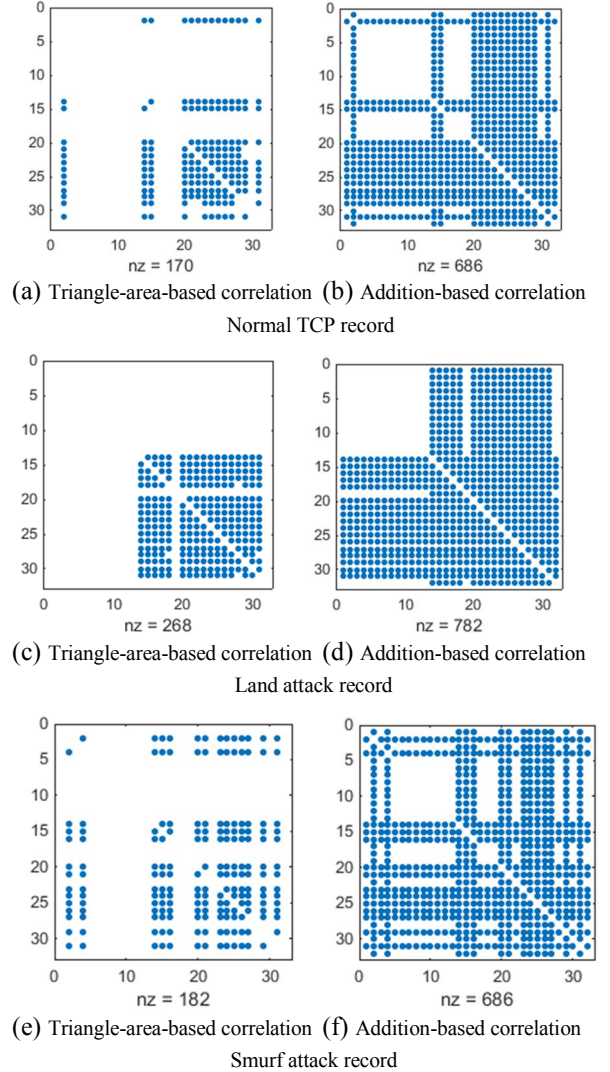 0
5
10
15
20
25
30
0 10 20 30
nz = 170
0
5
10
15
20
25
30
0 10 20 30
nz = 686
(a) Triangle-area-based correlation (b) Addition-based correlation
Normal TCP record
0
5
10
15
20
25
30
0 10 20 30
nz = 268
0
5
10
15
20
25
30
0 10 20 30
nz = 782
(c) Triangle-area-based correlation (d) Addition-based correlation
Land attack record
0
5
10
15
20
25
30
0 10 20 30
nz = 182
0
5
10
15
20
25
30
0 10 20 30
nz = 686
(e) Triangle-area-based correlation (f) Addition-based correlation
Smurf attack record